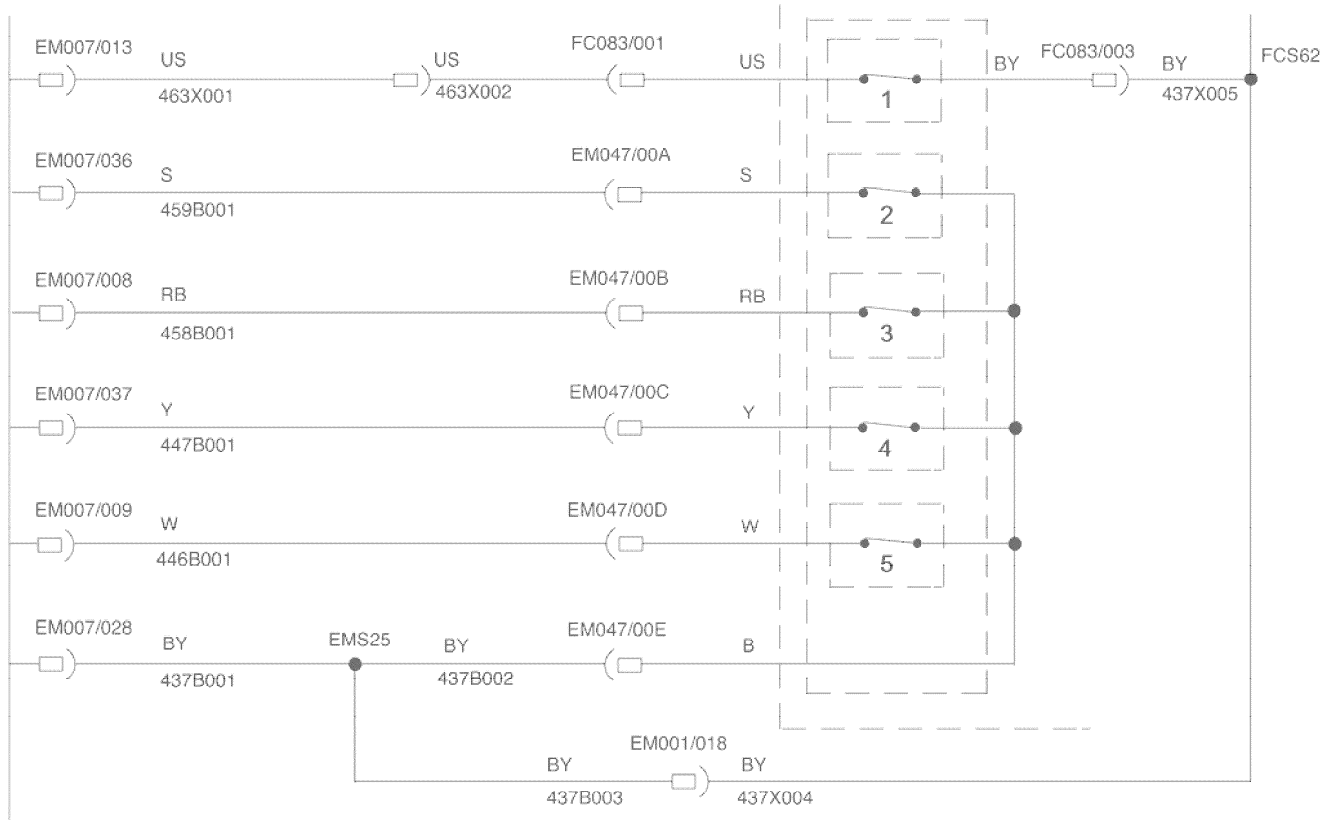 EM007/013
US
463X001
US
463X002
FC083/001
US
1
BY
FC083/003
BY
437X005
FCS62
EM007/036
S
459B001
EM047/00A
S
2
EM007/008
RB
458B001
EM047/00B
RB
3
EM007/037
Y
447B001
EM047/00C
Y
4
EM007/009
W
446B001
EM047/00D
W
5
EM007/028
BY
437B001
EMS25
BY
437B002
EM047/00E
B
BY
437B003
EM001/018
BY
437X004